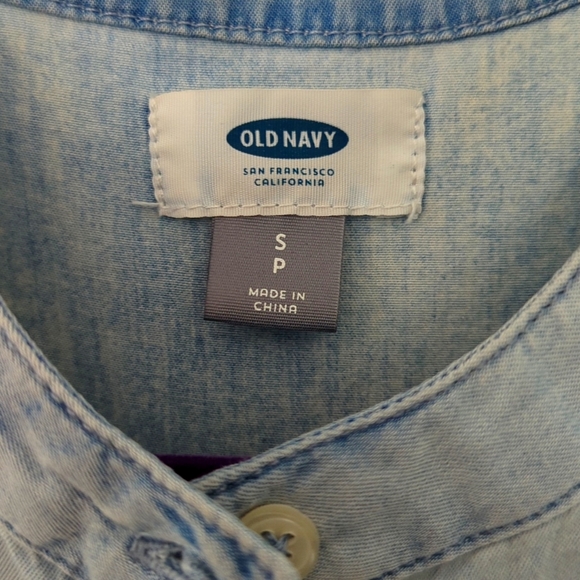 OLD NAVY
SAN FRANCISCO
CALIFORNIA
S
P
MADE IN
CHINA